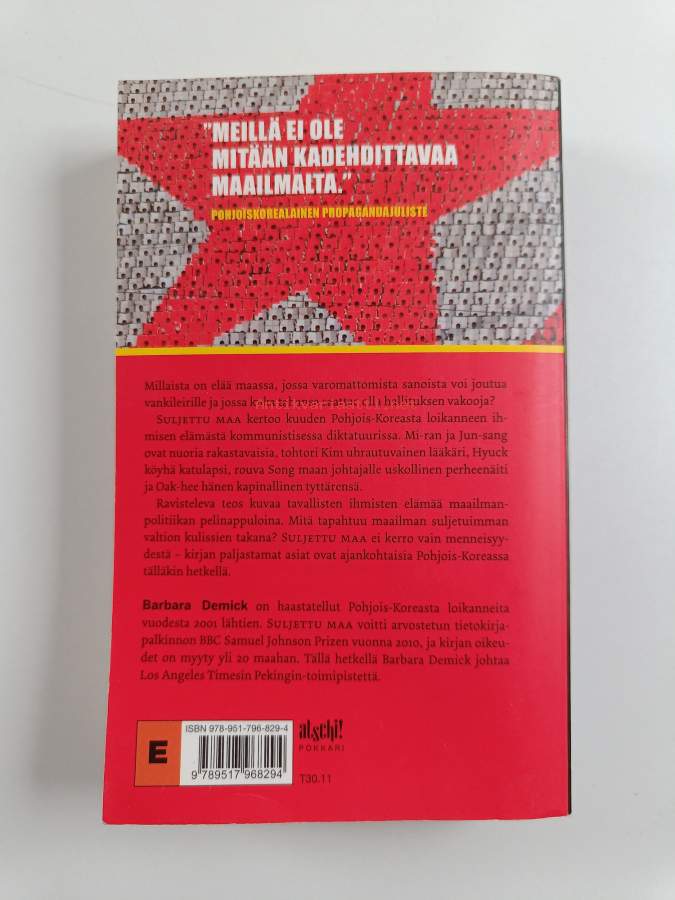 "MEILLÄ EI OLE
MITÄÄN KADEHDITTAVAA
MAAILMALTA."
POHJOISKOREALAINEN PROPAGANDAJULISTE
Millaista on elää maassa, jossa varomattomista sanoista voi joutua
vankileirille ja jossa kuka tahansa saattaa olla hallituksen vakooja?
SULJETTU MAA kertoo kuuden Pohjois-Koreasta loikanneen ih-
misen elämästä kommunistisessa diktatuurissa. Mi-ran ja Jun-sang
ovat nuoria rakastavaisia, tohtori Kim uhrautuvainen lääkäri, Hyuck
köyhä katulapsi, rouva Song maan johtajalle uskollinen perheenäiti
ja Oak-hee hänen kapinallinen tyttärensä.
Ravisteleva teos kuvaa tavallisten ihmisten elämää maailman-
politiikan pelinappuloina. Mitä tapahtuu maailman suljetuimman
valtion kulissien takana? SULJETTU MAA ei kerro vain menneisyy-
destä – kirjan paljastamat asiat ovat ajankohtaisia Pohjois-Koreassa
tälläkin hetkellä.
Barbara Demick on haastatellut Pohjois-Koreasta loikanneita
vuodesta 2001 lähtien. SULJETTU MAA voitti arvostetun tietokirja-
palkinnon BBC Samuel Johnson Prizen vuonna 2010, ja kirjan oikeu-
det on myyty yli 20 maahan. Tällä hetkellä Barbara Demick johtaa
Los Angeles Timesin Pekingin-toimipistettä.
E
ISBN 978-951-796-829-4
9 789517 968294
atschi!
POKKARI
T30.11